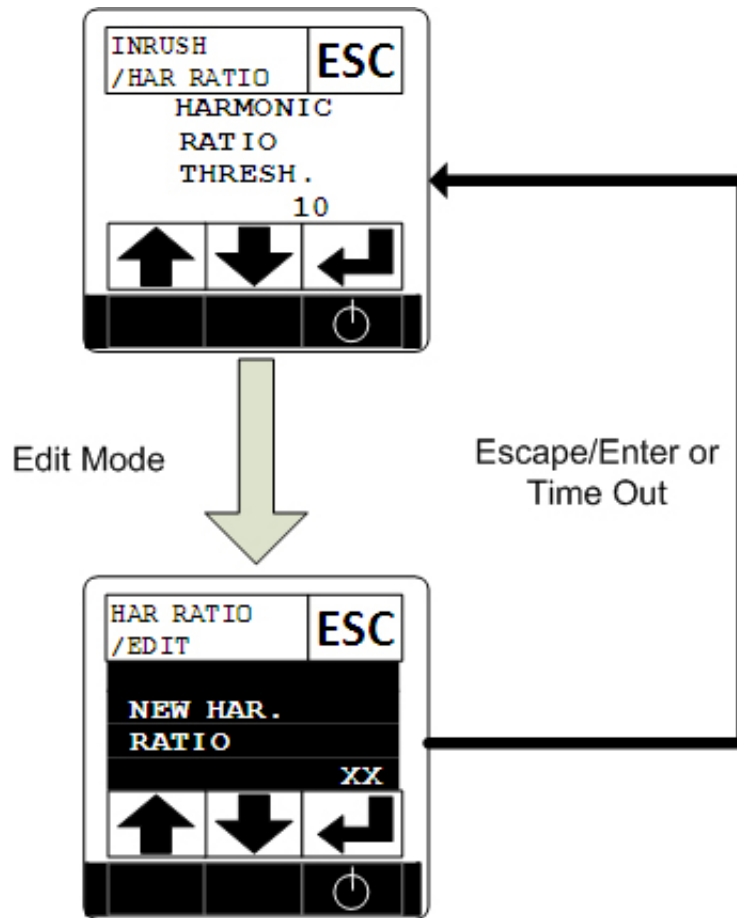 INRUSH
/HAR RATIO
ESC
HARMONIC
RATIO
THRESH.
10
Edit Mode
Escape/Enter or
Time Out
HAR RATIO
/EDIT
ESC
NEW HAR.
RATIO
XX